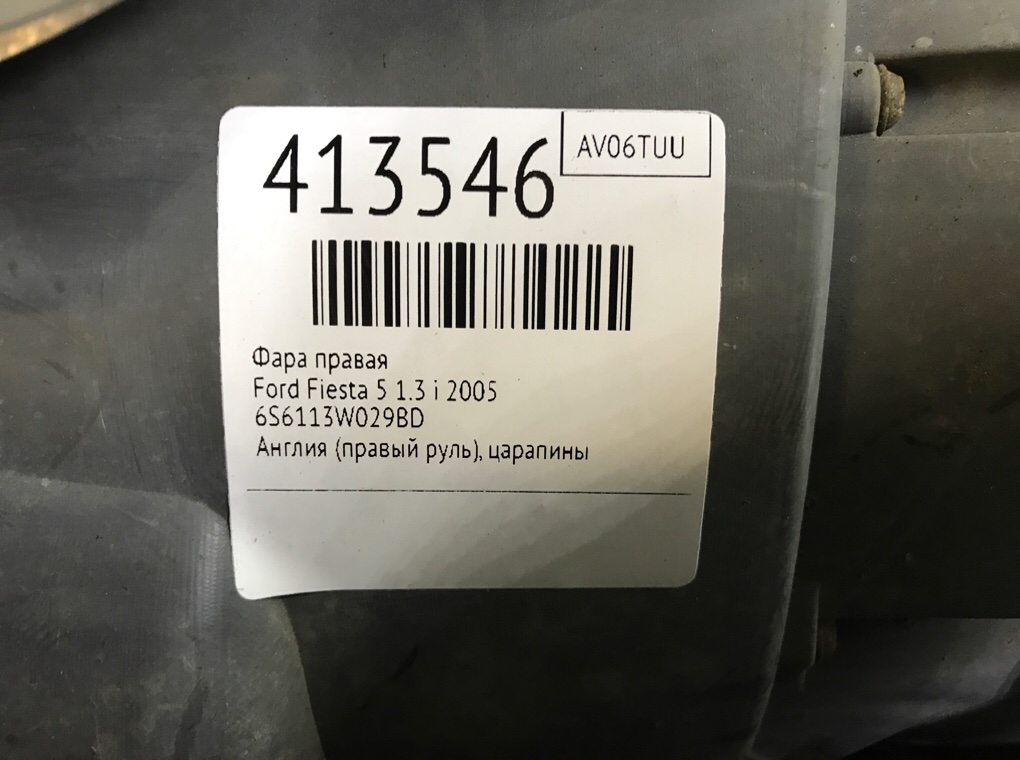 413546
AV06TUU
Фара правая
Ford Fiesta 5 1.3 i 2005
6S6113W029BD
Англия (правый руль), царапины